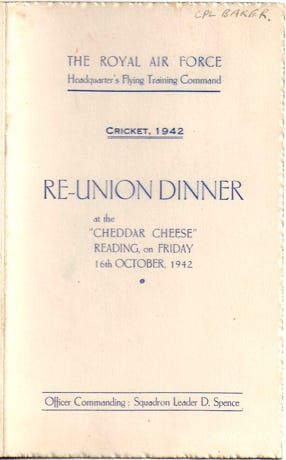 CPL BAKER.
THE ROYAL AIR FORCE
Headquarter's Flying Training Command
CRICKET, 1942
RE-UNION DINNER
at the
"CHEDDAR CHEESE"
READING, on FRIDAY
16th OCTOBER, 1942
Officer Commanding : Squadron Leader D. Spence